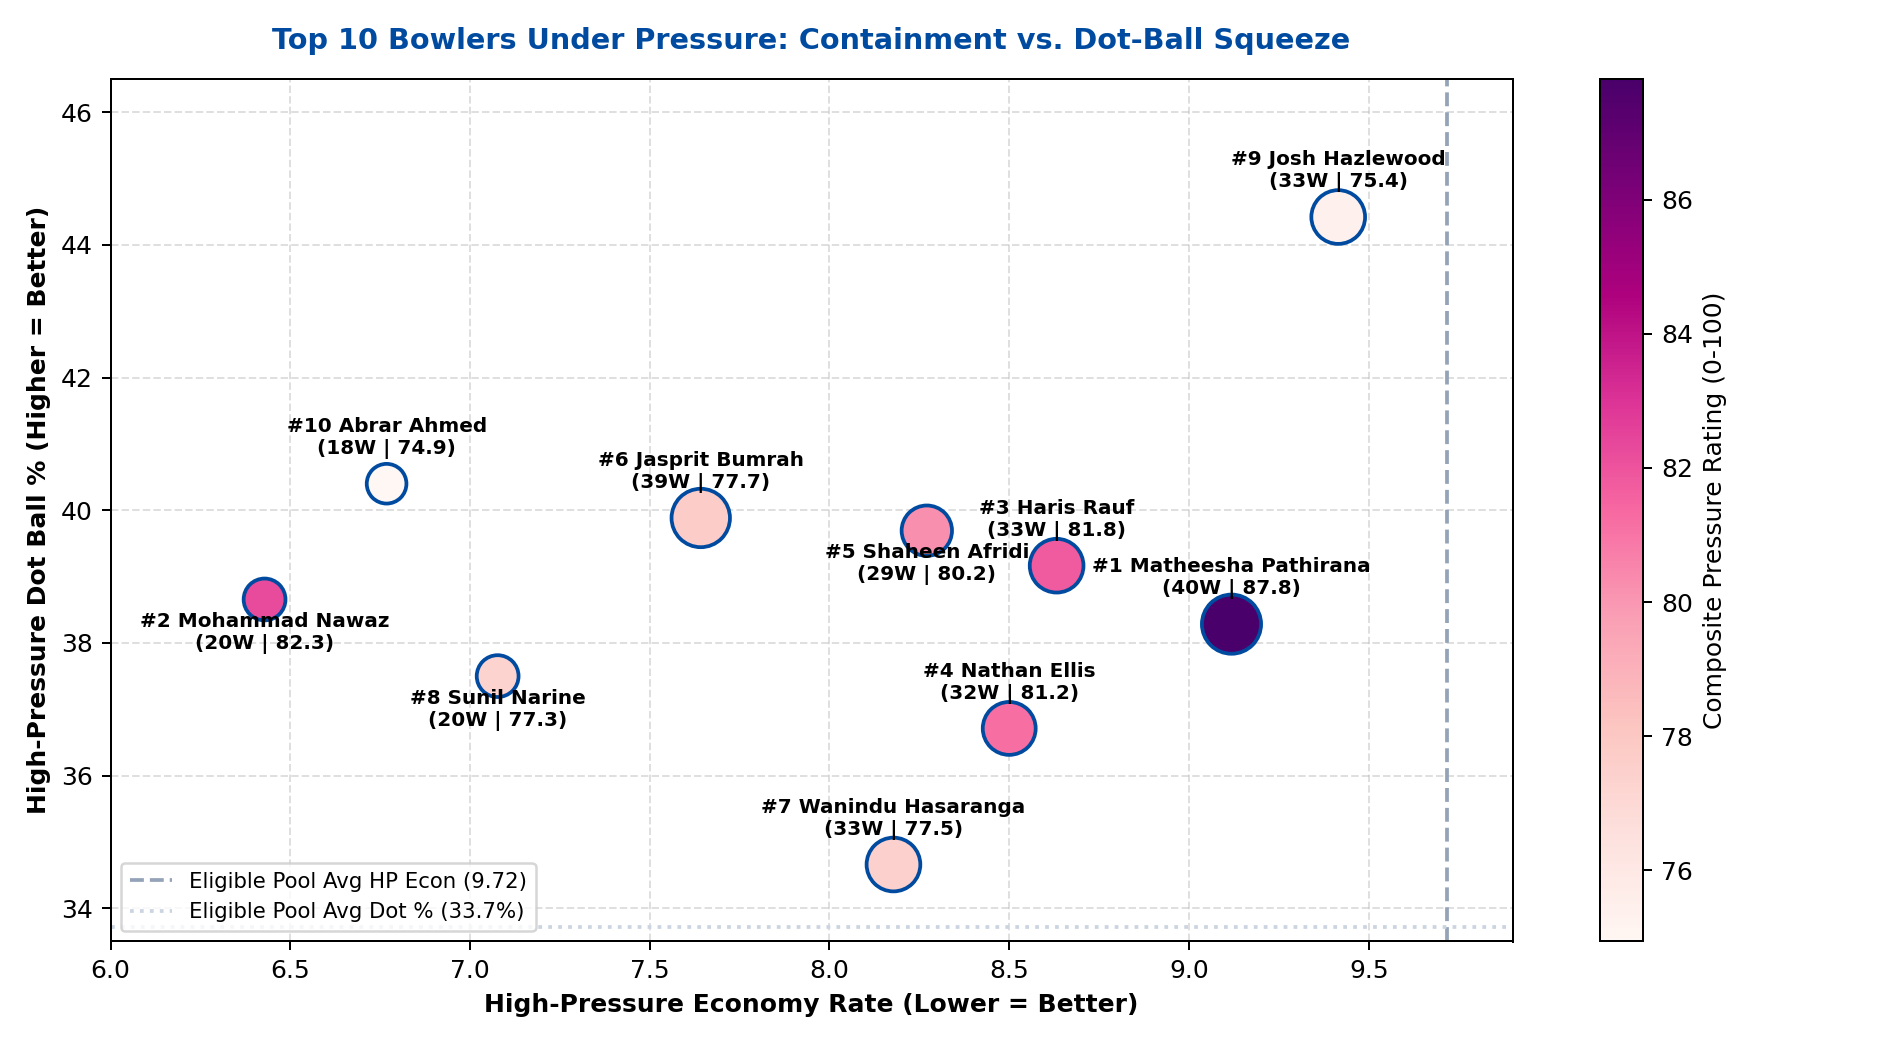 Top 10 Bowlers Under Pressure: Containment vs. Dot-Ball Squeeze
High-Pressure Dot Ball % (Higher = Better)
46
44
42
40
38
36
34
#9 Josh Hazlewood
(33W | 75.4)
#10 Abrar Ahmed
(18W | 74.9)
#6 Jasprit Bumrah
(39W | 77.7)
#3 Haris Rauf
(33W | 81.8)
#5 Shaheen Afridi
(29W | 80.2)
#1 Matheesha Pathirana
(40W | 87.8)
#2 Mohammad Nawaz
(20W | 82.3)
#8 Sunil Narine
(20W | 77.3)
#4 Nathan Ellis
(32W | 81.2)
#7 Wanindu Hasaranga
(33W | 77.5)
Eligible Pool Avg HP Econ (9.72)
Eligible Pool Avg Dot % (33.7%)
6.0
6.5
7.0
7.5
8.0
8.5
9.0
9.5
High-Pressure Economy Rate (Lower = Better)
86
84
82
80
78
76
Composite Pressure Rating (0-100)